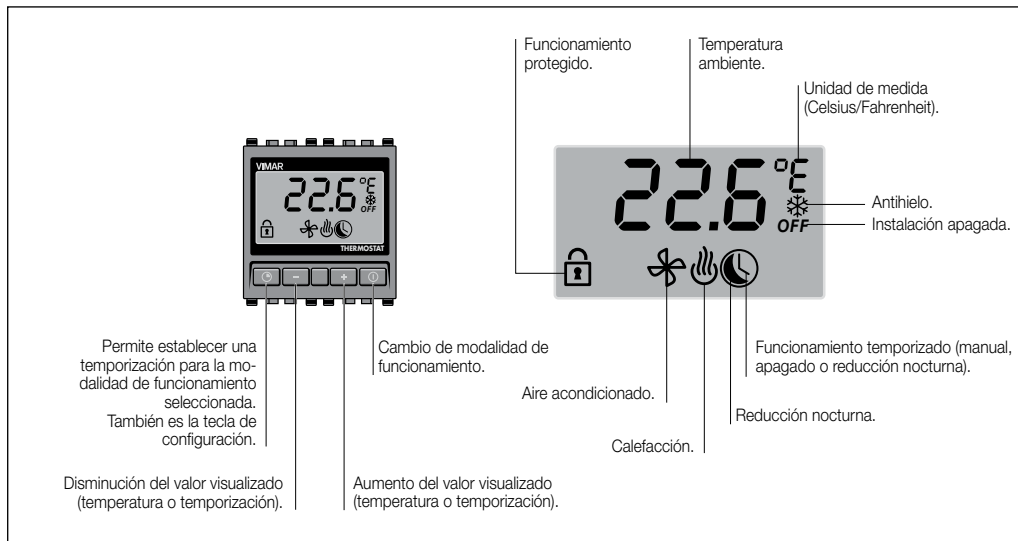 Funcionamiento
protegido.
Temperatura
ambiente.
Unidad de medida
(Celsius/Fahrenheit).
VIMAR
22.6 °E
OFF
THERMOSTAT
22.6 °E
OFF
Antihielo.
Instalación apagada.
Permite establecer una
temporización para la mo-
dalidad de funcionamiento
seleccionada.
También es la tecla de
configuración.
Cambio de modalidad de
funcionamiento.
Disminución del valor visualizado
(temperatura o temporización).
Aumento del valor visualizado
(temperatura o temporización).
Aire acondicionado.
Calefacción.
Funcionamiento temporizado (manual,
apagado o reducción nocturna).
Reducción nocturna.